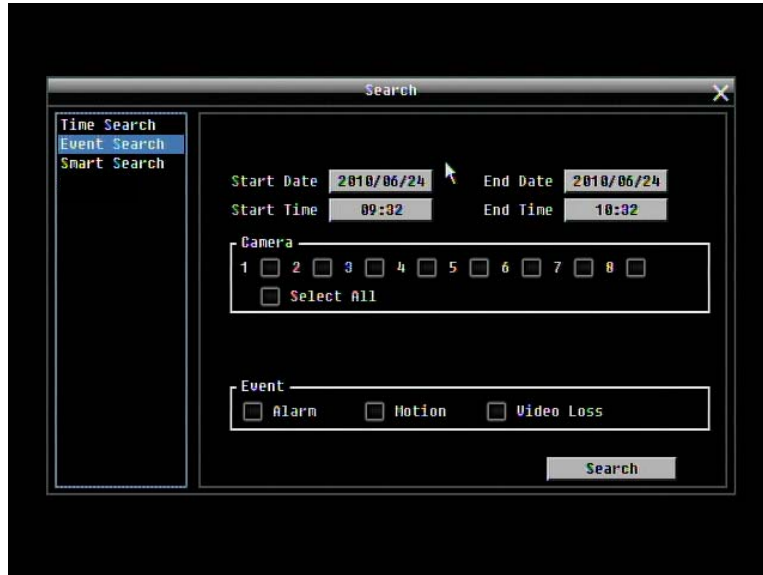 Search
Time Search
Event Search
Smart Search
Start Date 2010/06/24 End Date 2010/06/24
Start Time 09:32 End Time 10:32
Camera
1 2 3 4 5 6 7 8
Select All
Event
Alarm Motion Video Loss
Search